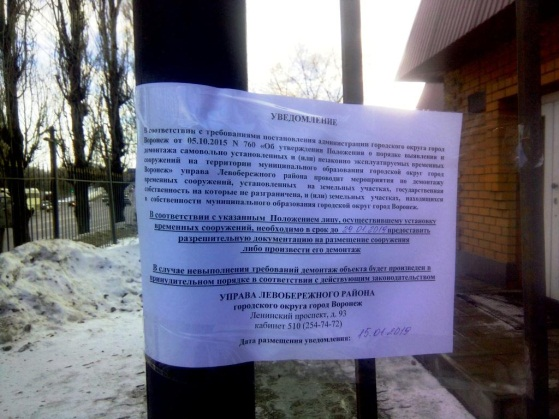 УВЕДОМЛЕНИЕ
В соответствии с требованиями постановления администрации городского округа город
Воронеж от 05.10.2015 N 760 «Об утверждении Положения о порядке выявления и
демонтажа самовольно установленных и (или) незаконно эксплуатируемых временных
сооружений на территории муниципального образования городской округ город
Воронеж» управа Левобережного района проводит мероприятия по демонтажу
временных сооружений, установленных на земельных участках, государственная
собственность на которые не разграничена, и (или) земельных участках, находящихся
в собственности муниципального образования городской округ город Воронеж.
В соответствии с указанным Положением лицу, осуществившему установку
временных сооружений, необходимо в срок до 29.01.2019 предоставить
разрешительную документацию на размещение сооружения
либо произвести его демонтаж
В случае невыполнения требований демонтаж объекта будет произведен в
принудительном порядке в соответствии с действующим законодательством
УПРАВА ЛЕВОБЕРЕЖНОГО РАЙОНА
городского округа город Воронеж
Ленинский проспект, д. 93
кабинет 510 (254-74-72)
Дата размещения уведомления: 15.01.2019